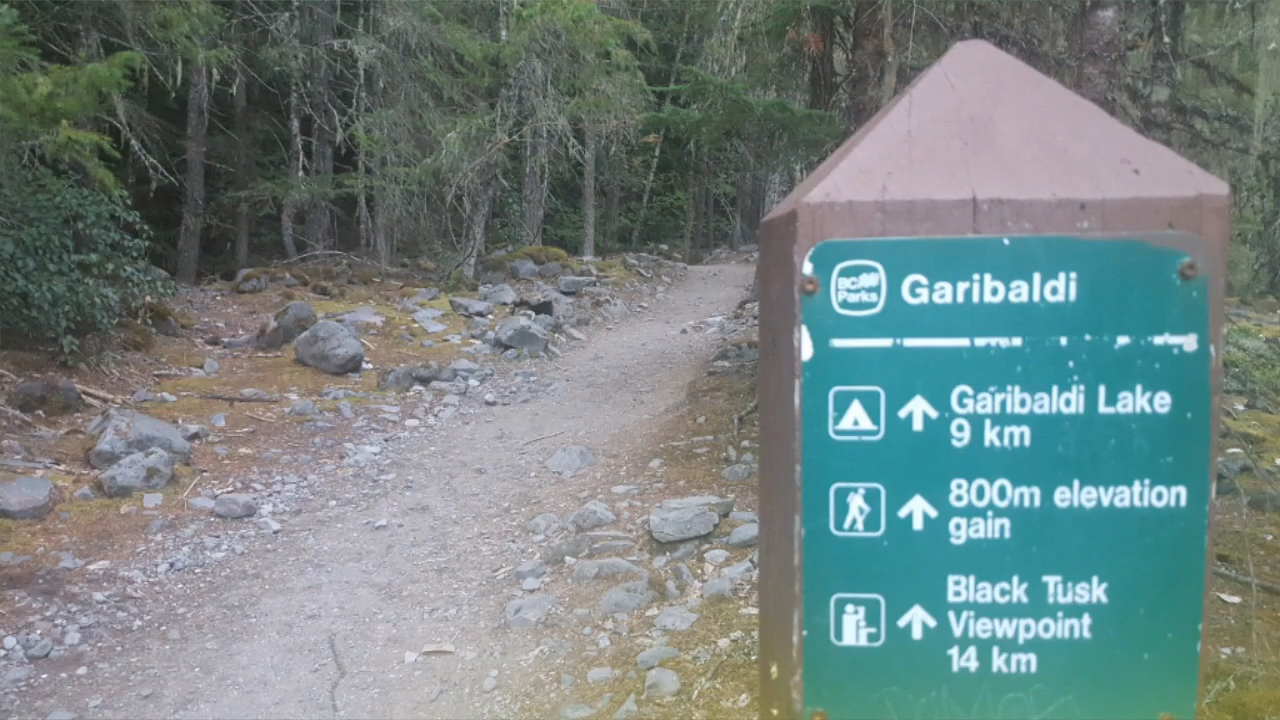 BC
Parks
Garibaldi
Garibaldi Lake
9 km
800m elevation
gain
Black Tusk
Viewpoint
14 km